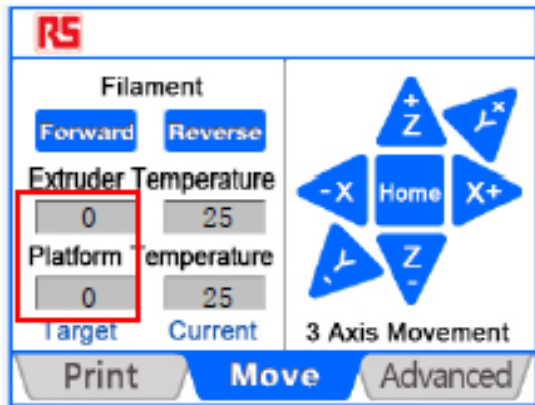 RS
Filament
Forward Reverse
Extruder Temperature
0 25
Platform Temperature
0 25
Target Current
+
Z
Y+
-X Home X+
-Y
Z
-
3 Axis Movement
Print Move Advanced